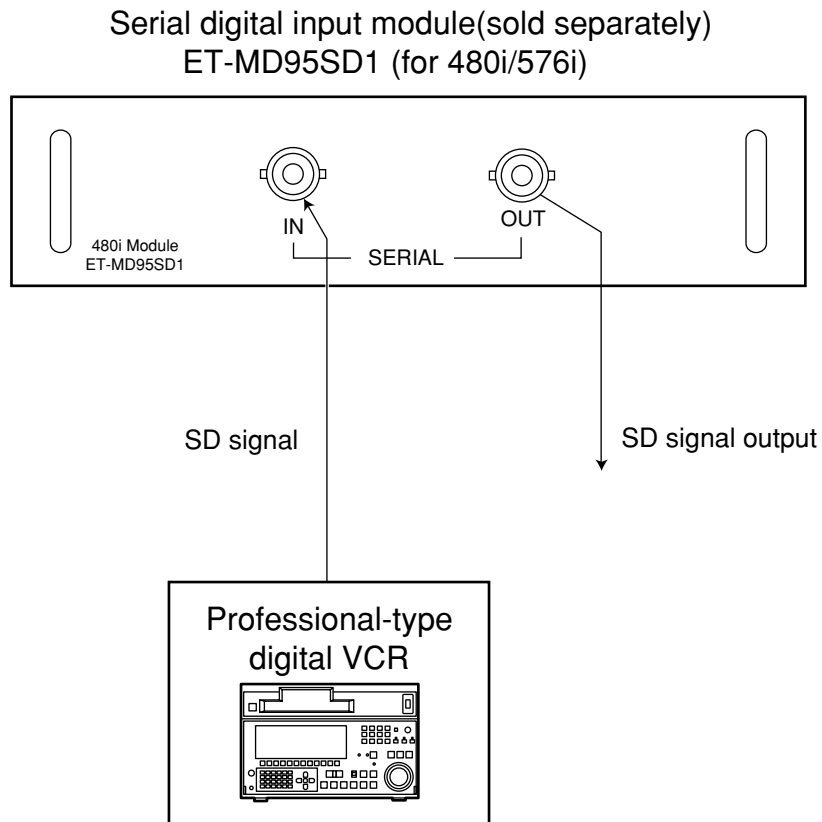 Serial digital input module(sold separately)
ET-MD95SD1 (for 480i/576i)
IN
OUT
480i Module
ET-MD95SD1
SERIAL
SD signal
SD signal output
Professional-type
digital VCR